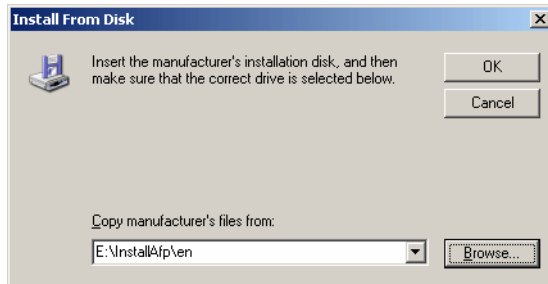 Install From Disk
Insert the manufacturer's installation disk, and then
make sure that the correct drive is selected below.
OK
Cancel
Copy manufacturer's files from:
E:\InstallAfp\en
Browse...